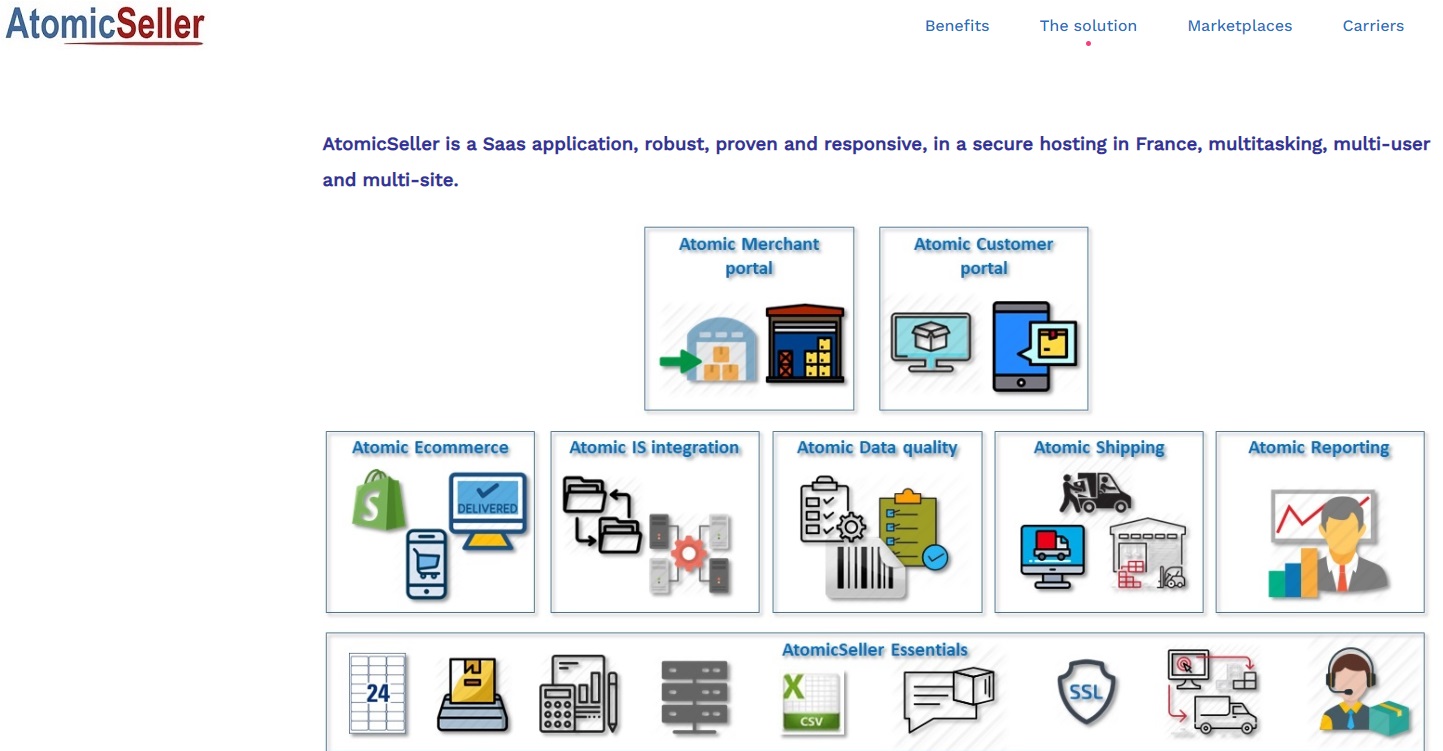 AtomicSeller
Benefits
The solution
Marketplaces
Carriers
AtomicSeller is a Saas application, robust, proven and responsive, in a secure hosting in France, multitasking, multi-user
and multi-site.
Atomic Merchant
portal
Atomic Customer
portal
Atomic Ecommerce
Atomic IS integration
Atomic Data quality
Atomic Shipping
Atomic Reporting
S
DELIVERED
AtomicSeller Essentials
24
X
CSV
SSL